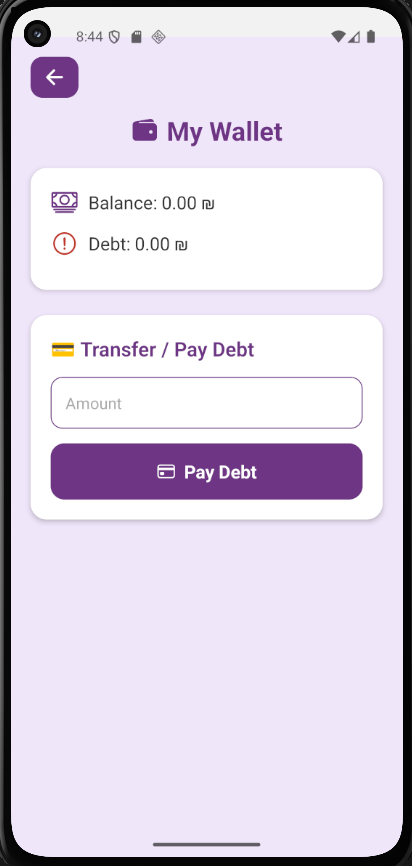 8:44
My Wallet
Balance: 0.00 ₪
Debt: 0.00 ₪
Transfer / Pay Debt
Amount
Pay Debt